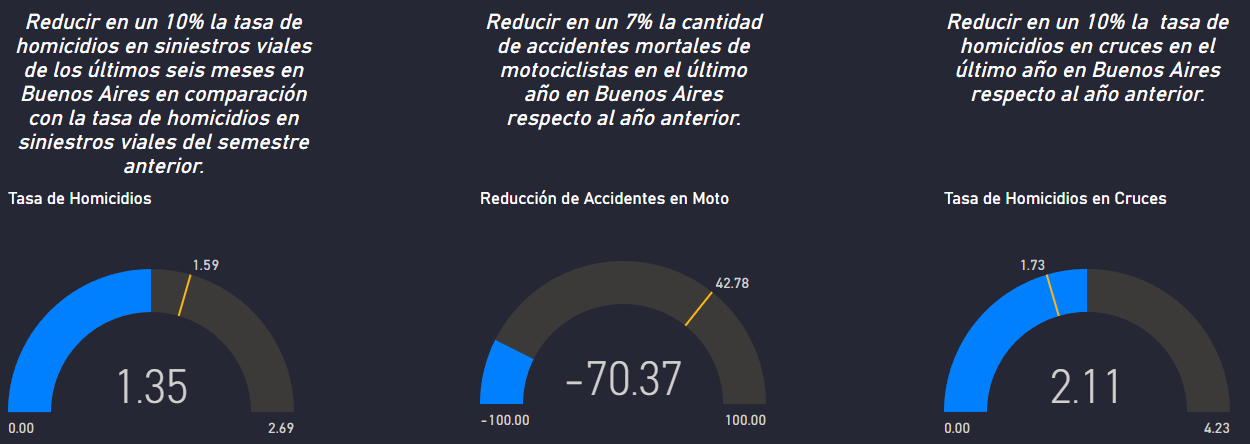 Reducir en un 10% la tasa de
homicidios en siniestros viales
de los últimos seis meses en
Buenos Aires en comparación
con la tasa de homicidios en
siniestros viales del semestre
anterior.
Tasa de Homicidios
1.59
1.35
0.00
2.69
Reducir en un 7% la cantidad
de accidentes mortales de
motociclistas en el último
año en Buenos Aires
respecto al año anterior.
Reducción de Accidentes en Moto
42.78
-70.37
-100.00
100.00
Reducir en un 10% la  tasa de
homicidios en cruces en el
último año en Buenos Aires
respecto al año anterior.
Tasa de Homicidios en Cruces
1.73
2.11
0.00
4.23